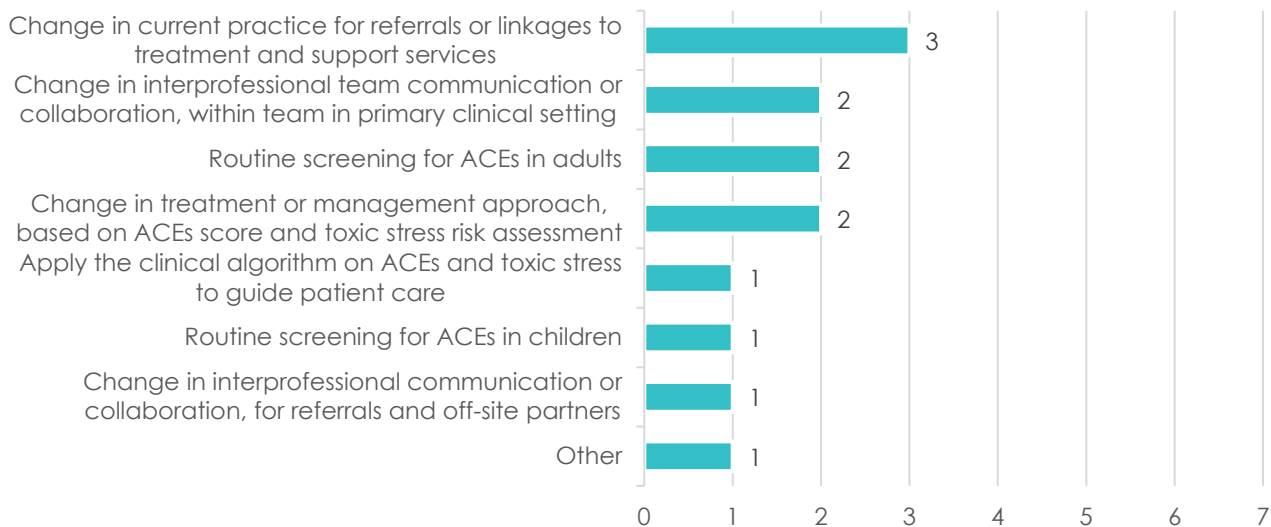 Change in current practice for referrals or linkages to
treatment and support services
3
Change in interprofessional team communication or
collaboration, within team in primary clinical setting
2
Routine screening for ACEs in adults
2
Change in treatment or management approach,
based on ACEs score and toxic stress risk assessment
2
Apply the clinical algorithm on ACEs and toxic stress
to guide patient care
1
Routine screening for ACEs in children
1
Change in interprofessional communication or
collaboration, for referrals and off-site partners
1
Other
1
0 1 2 3 4 5 6 7